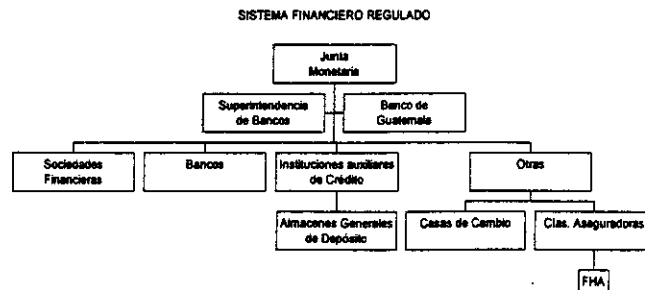 SISTEMA FINANCIERO REGULADO
Junta
Monetaria
Superintendencia
de Bancos
Banco de
Guatemala
Sociedades
Financieras
Bancos
Instituciones auxiliares
de Crédito
Otras
Almacenes Generales
de Depósito
Casas de Cambio
Cías. Aseguradoras
FHA